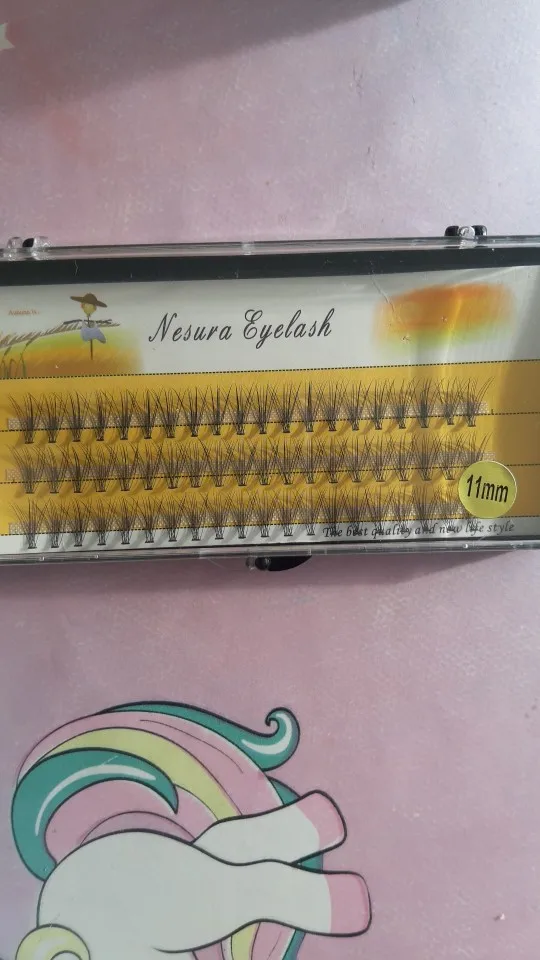 Nesura Eyelash
11mm
The best quality and new life style